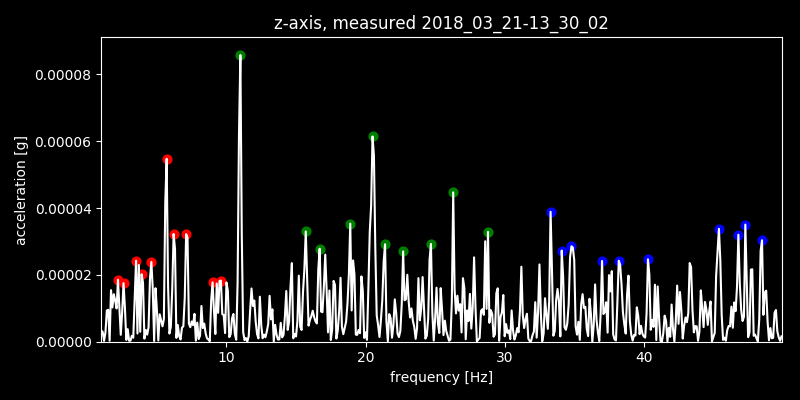 z-axis, measured 2018_03_21-13_30_02
0.00008
0.00006
0.00004
0.00002
0.00000
acceleration [g]
10 20 30 40
frequency [Hz]